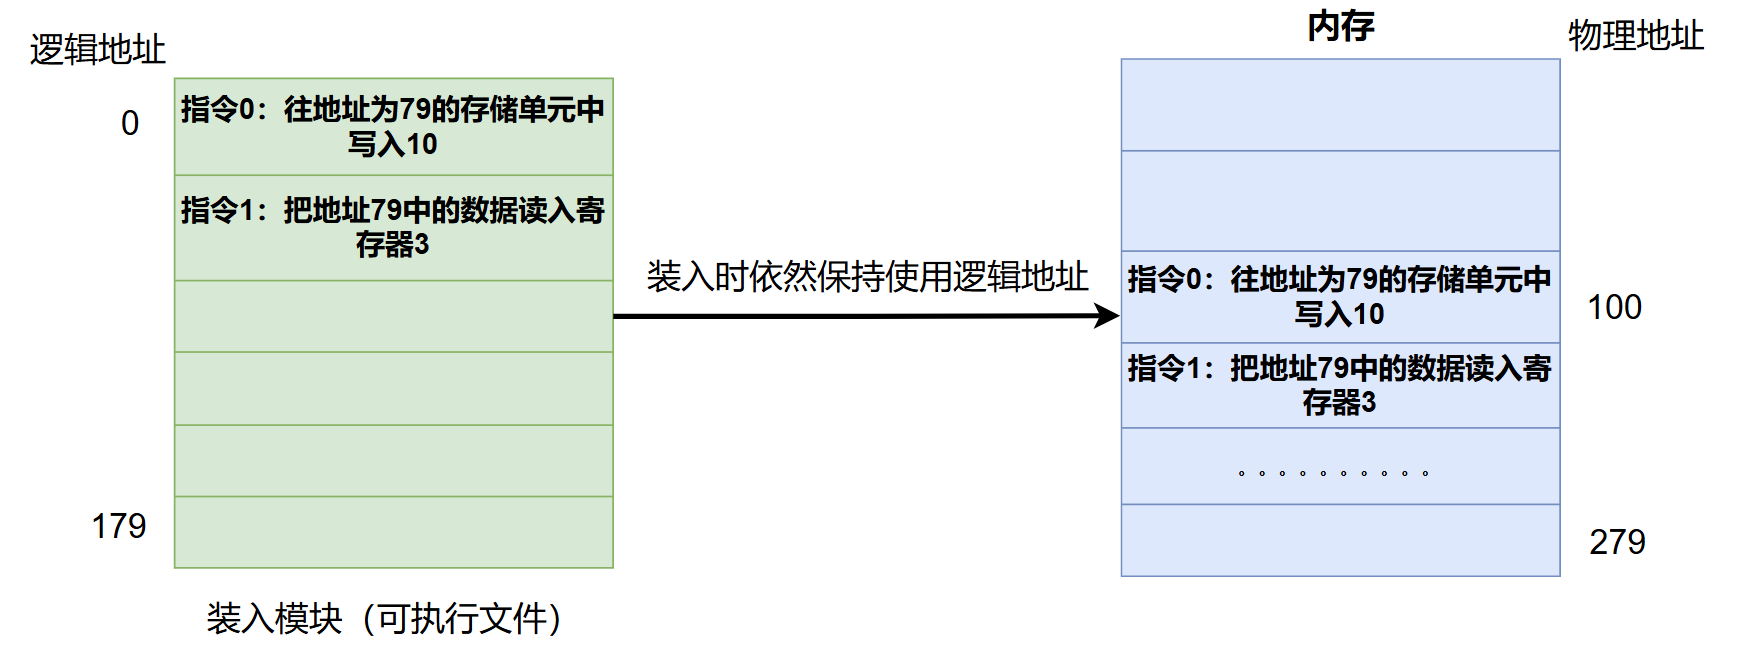 逻辑地址
0
指令0：往地址为79的存储单元中
写入10
指令1：把地址79中的数据读入寄
存器3
179
装入模块（可执行文件）
装入时依然保持使用逻辑地址
内存
物理地址
指令0：往地址为79的存储单元中
写入10
100
指令1：把地址79中的数据读入寄
存器3
。。。。。。。。。。
279